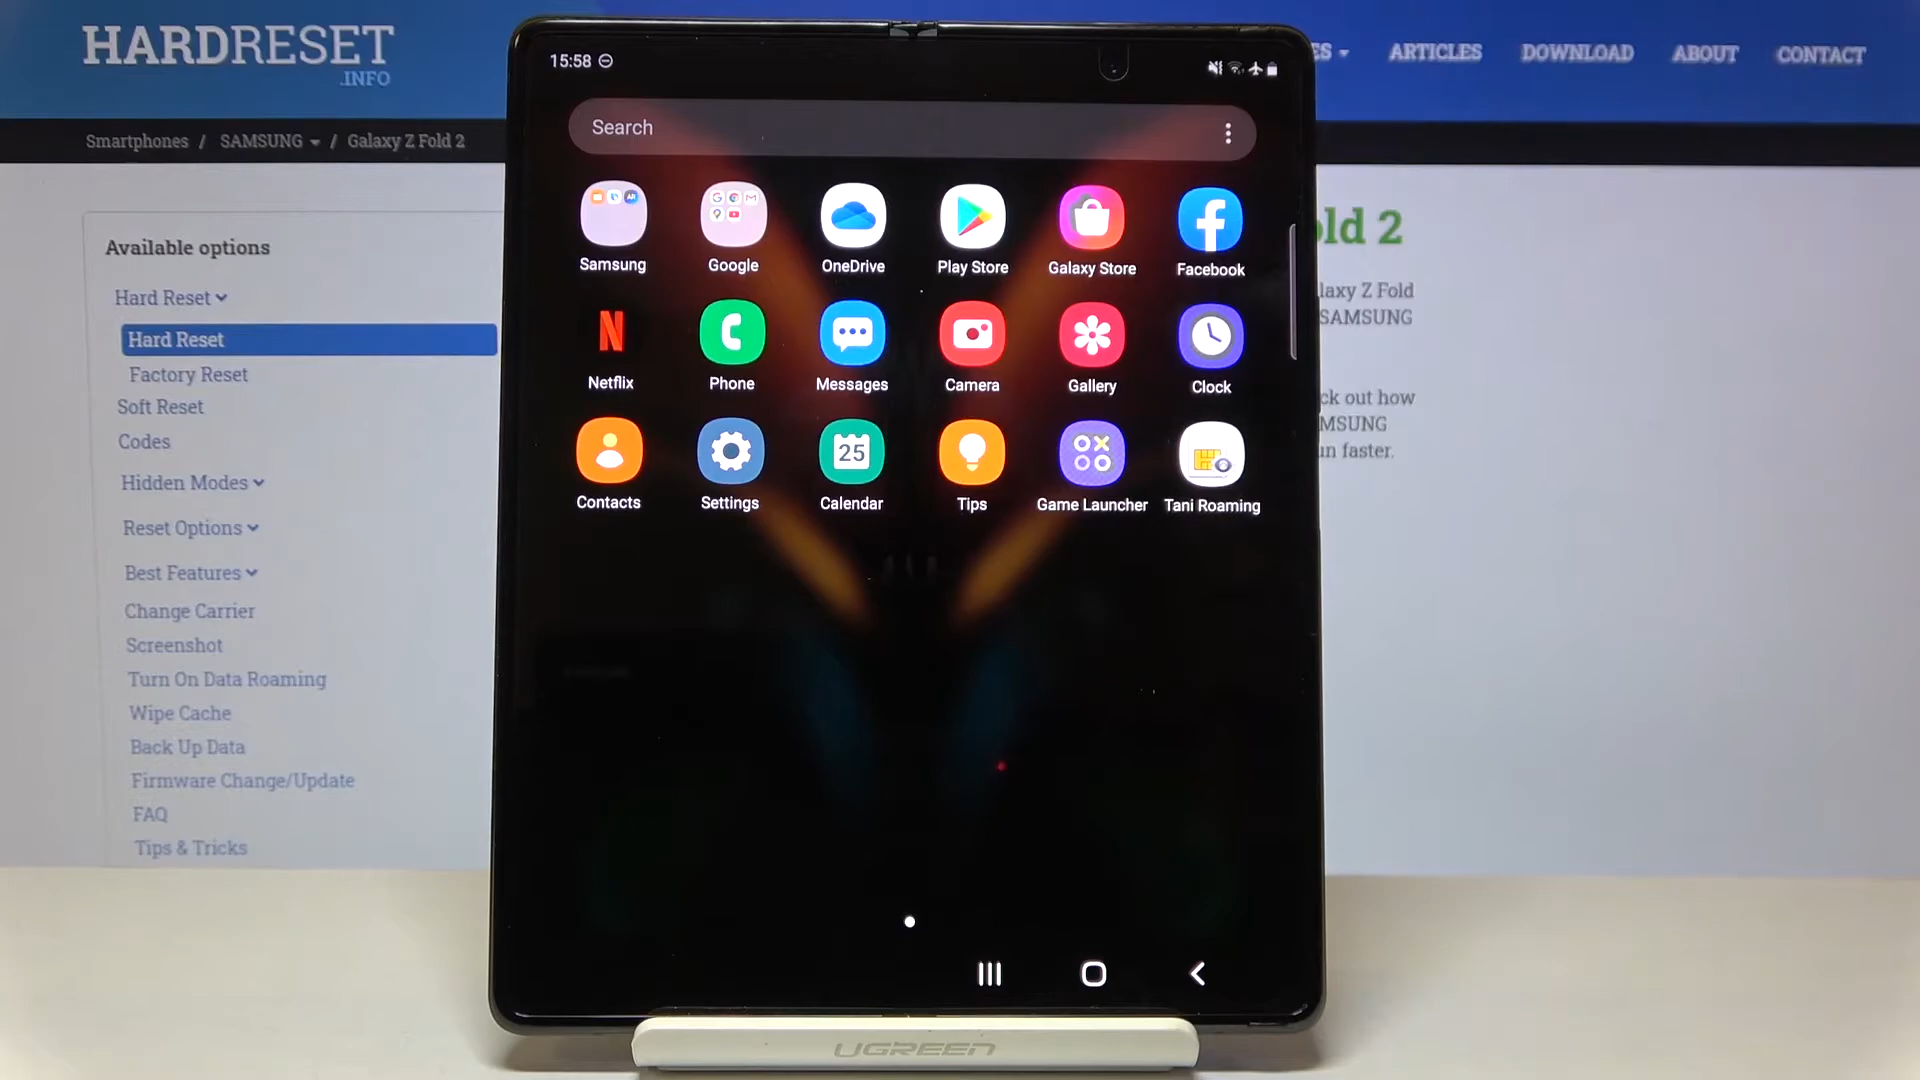 HARDRESET
.INFO
ARTICLES
DOWNLOAD
ABOUT
CONTACT
Smartphones / SAMSUNG / Galaxy Z Fold 2
Available options
Hard Reset
Hard Reset
Factory Reset
Soft Reset
Codes
Hidden Modes
Reset Options
Best Features
Change Carrier
Screenshot
Turn On Data Roaming
Wipe Cache
Back Up Data
Firmware Change/Update
FAQ
Tips & Tricks
15:58
Search
Samsung
Google
OneDrive
Play Store
Galaxy Store
Facebook
Netflix
Phone
Messages
Camera
Gallery
Clock
25
Contacts
Settings
Calendar
Tips
Game Launcher
Tani Roaming
old 2
laxy Z Fold
SAMSUNG
ck out how
MSUNG
un faster.
UGREEN